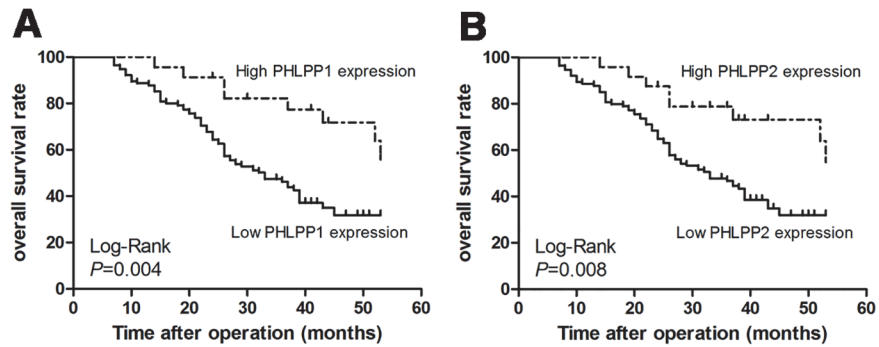 A
overall survival rate
100
80
60
40
20
0
High PHLPP1 expression
Low PHLPP1 expression
Log-Rank
P=0.004
0 10 20 30 40 50 60
Time after operation (months)
B
overall survival rate
100
80
60
40
20
0
High PHLPP2 expression
Low PHLPP2 expression
Log-Rank
P=0.008
0 10 20 30 40 50 60
Time after operation (months)